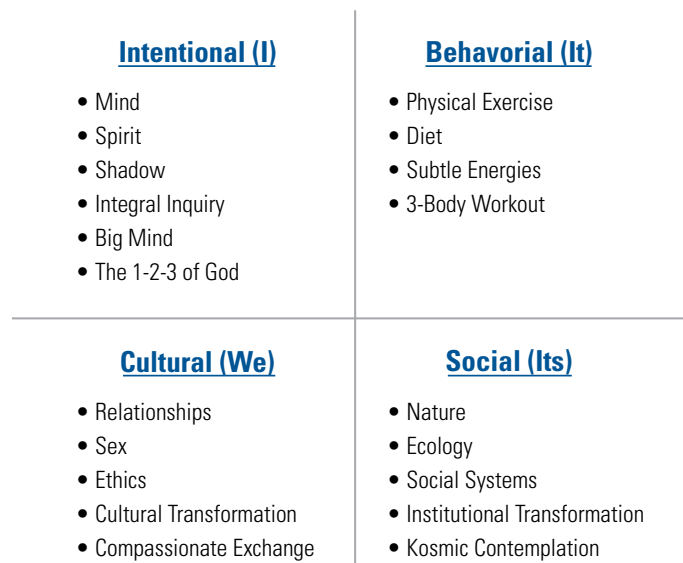 Intentional (I)
• Mind
• Spirit
• Shadow
• Integral Inquiry
• Big Mind
• The 1-2-3 of God
Behavorial (It)
• Physical Exercise
• Diet
• Subtle Energies
• 3-Body Workout
Cultural (We)
• Relationships
• Sex
• Ethics
• Cultural Transformation
• Compassionate Exchange
Social (Its)
• Nature
• Ecology
• Social Systems
• Institutional Transformation
• Kosmic Contemplation